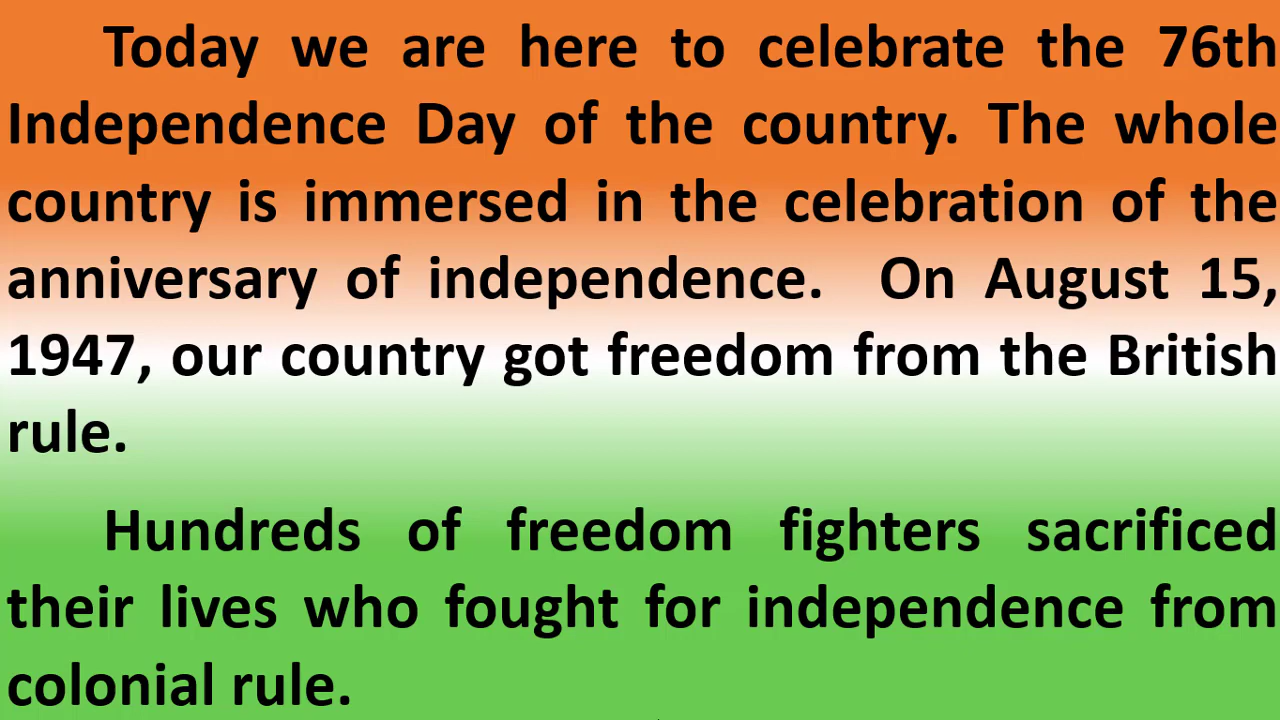 Today we are here to celebrate the 76th
Independence Day of the country. The whole
country is immersed in the celebration of the
anniversary of independence.  On August 15,
1947, our country got freedom from the British
rule.
Hundreds of freedom fighters sacrificed
their lives who fought for independence from
colonial rule.